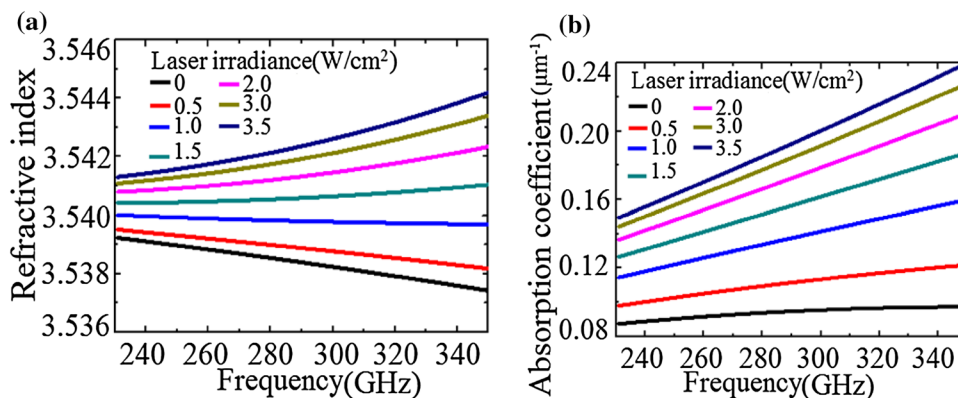 (a)
Refractive index
3.546
3.544
3.542
3.540
3.538
3.536
Laser irradiance(W/cm²)
0
0.5
1.0
1.5
2.0
3.0
3.5
240 260 280 300 320 340
Frequency(GHz)
(b)
Absorption coefficient(μm⁻¹)
0.24
0.20
0.16
0.12
0.08
Laser irradiance(W/cm²)
0
0.5
1.0
1.5
2.0
3.0
3.5
240 260 280 300 320 340
Frequency(GHz)